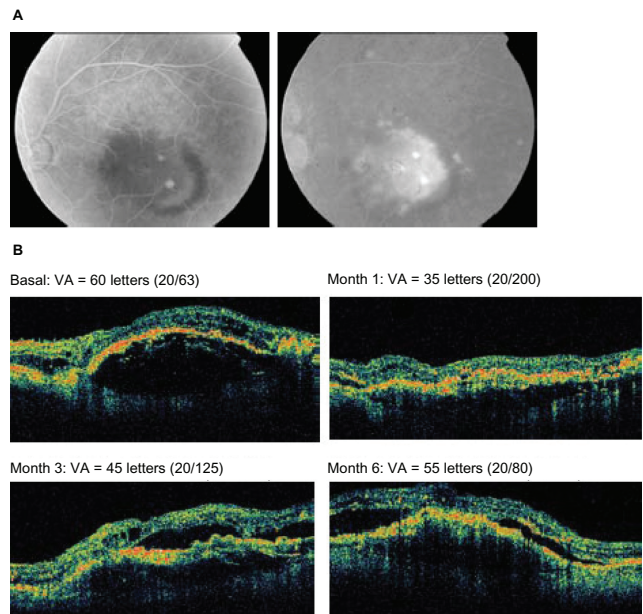 A
B
Basal: VA = 60 letters (20/63)
Month 1: VA = 35 letters (20/200)
Month 3: VA = 45 letters (20/125)
Month 6: VA = 55 letters (20/80)